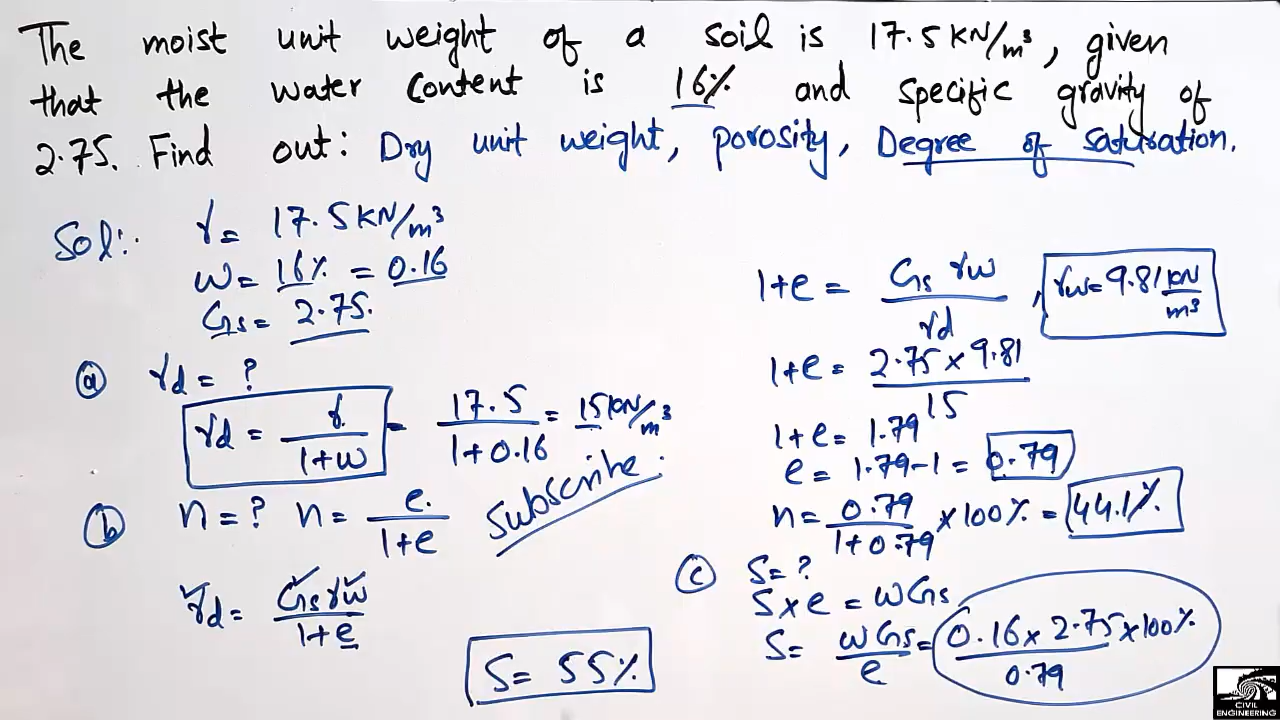 The moist unit weight of a soil is 17.5 KN/m³, given
that the water content is 16% and specific gravity of
2.75. Find out: Dry unit weight, porosity, Degree of saturation.
Sol:.
γ = 17.5 KN/m³
w = 16% = 0.16
Gs = 2.75.
(a) γd = ?
γd = γ/(1+w) = 17.5/(1+0.16) = 15 KN/m³
Subscribe.
(b) n = ? n = e/(1+e)
γd = Gs γw/(1+e)
1+e = Gs γw/γd, γw = 9.81 KN/m³
1+e = 2.75 × 9.81/15
1+e = 1.79
e = 1.79 - 1 = 0.79
n = 0.79/(1+0.79) × 100% = 44.1%
(c) S = ?
S × e = w Gs
S = w Gs/e = 0.16 × 2.75/0.79 × 100%
S = 55%
CIVIL
ENGINEERING